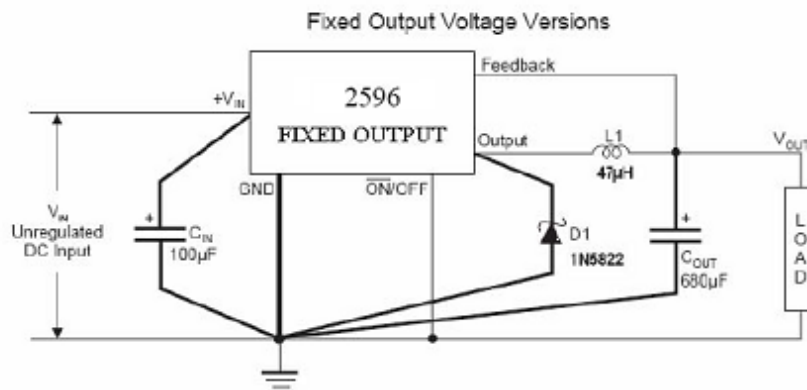 Fixed Output Voltage Versions
Feedback
+VIN
2596
FIXED OUTPUT
Output
L1
VOUT
47µH
GND
ON/OFF
VIN
Unregulated
DC Input
+
CIN
100µF
D1
1N5822
+
COUT
680µF
LOAD